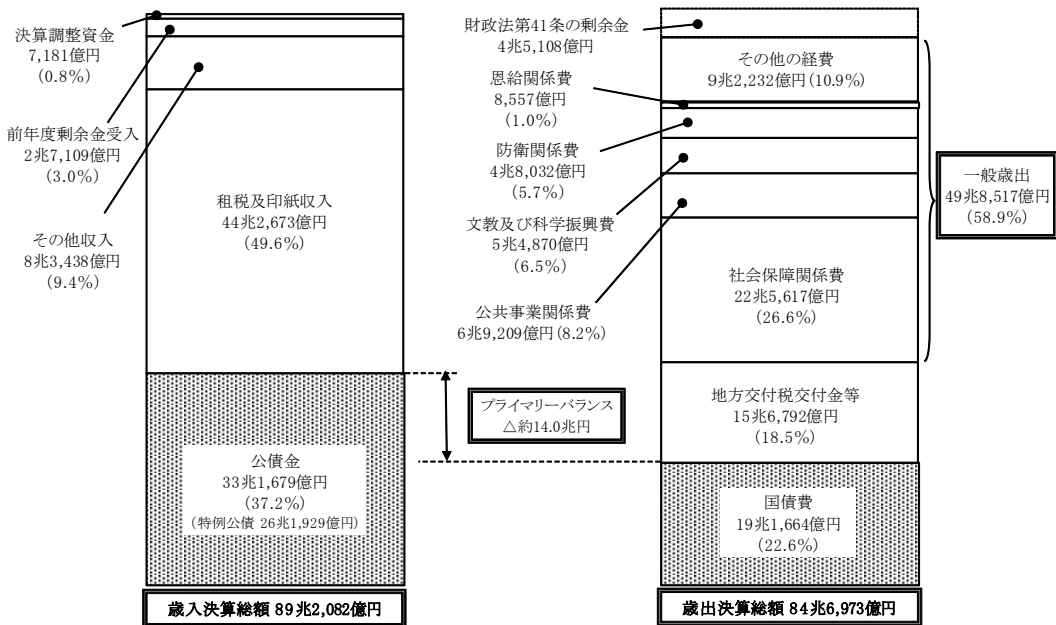 決算調整資金
7,181億円
(0.8%)
前年度剰余金受入
2兆7,109億円
(3.0%)
その他収入
8兆3,438億円
(9.4%)
租税及印紙収入
44兆2,673億円
(49.6%)
公債金
33兆1,679億円
(37.2%)
(特例公債 26兆1,929億円)
歳入決算総額 89兆2,082億円
プライマリーバランス
△約14.0兆円
財政法第41条の剰余金
4兆5,108億円
その他の経費
9兆2,232億円(10.9%)
恩給関係費
8,557億円
(1.0%)
防衛関係費
4兆8,032億円
(5.7%)
文教及び科学振興費
5兆4,870億円
(6.5%)
公共事業関係費
6兆9,209億円(8.2%)
社会保障関係費
22兆5,617億円
(26.6%)
一般歳出
49兆8,517億円
(58.9%)
地方交付税交付金等
15兆6,792億円
(18.5%)
国債費
19兆1,664億円
(22.6%)
歳出決算総額 84兆6,973億円